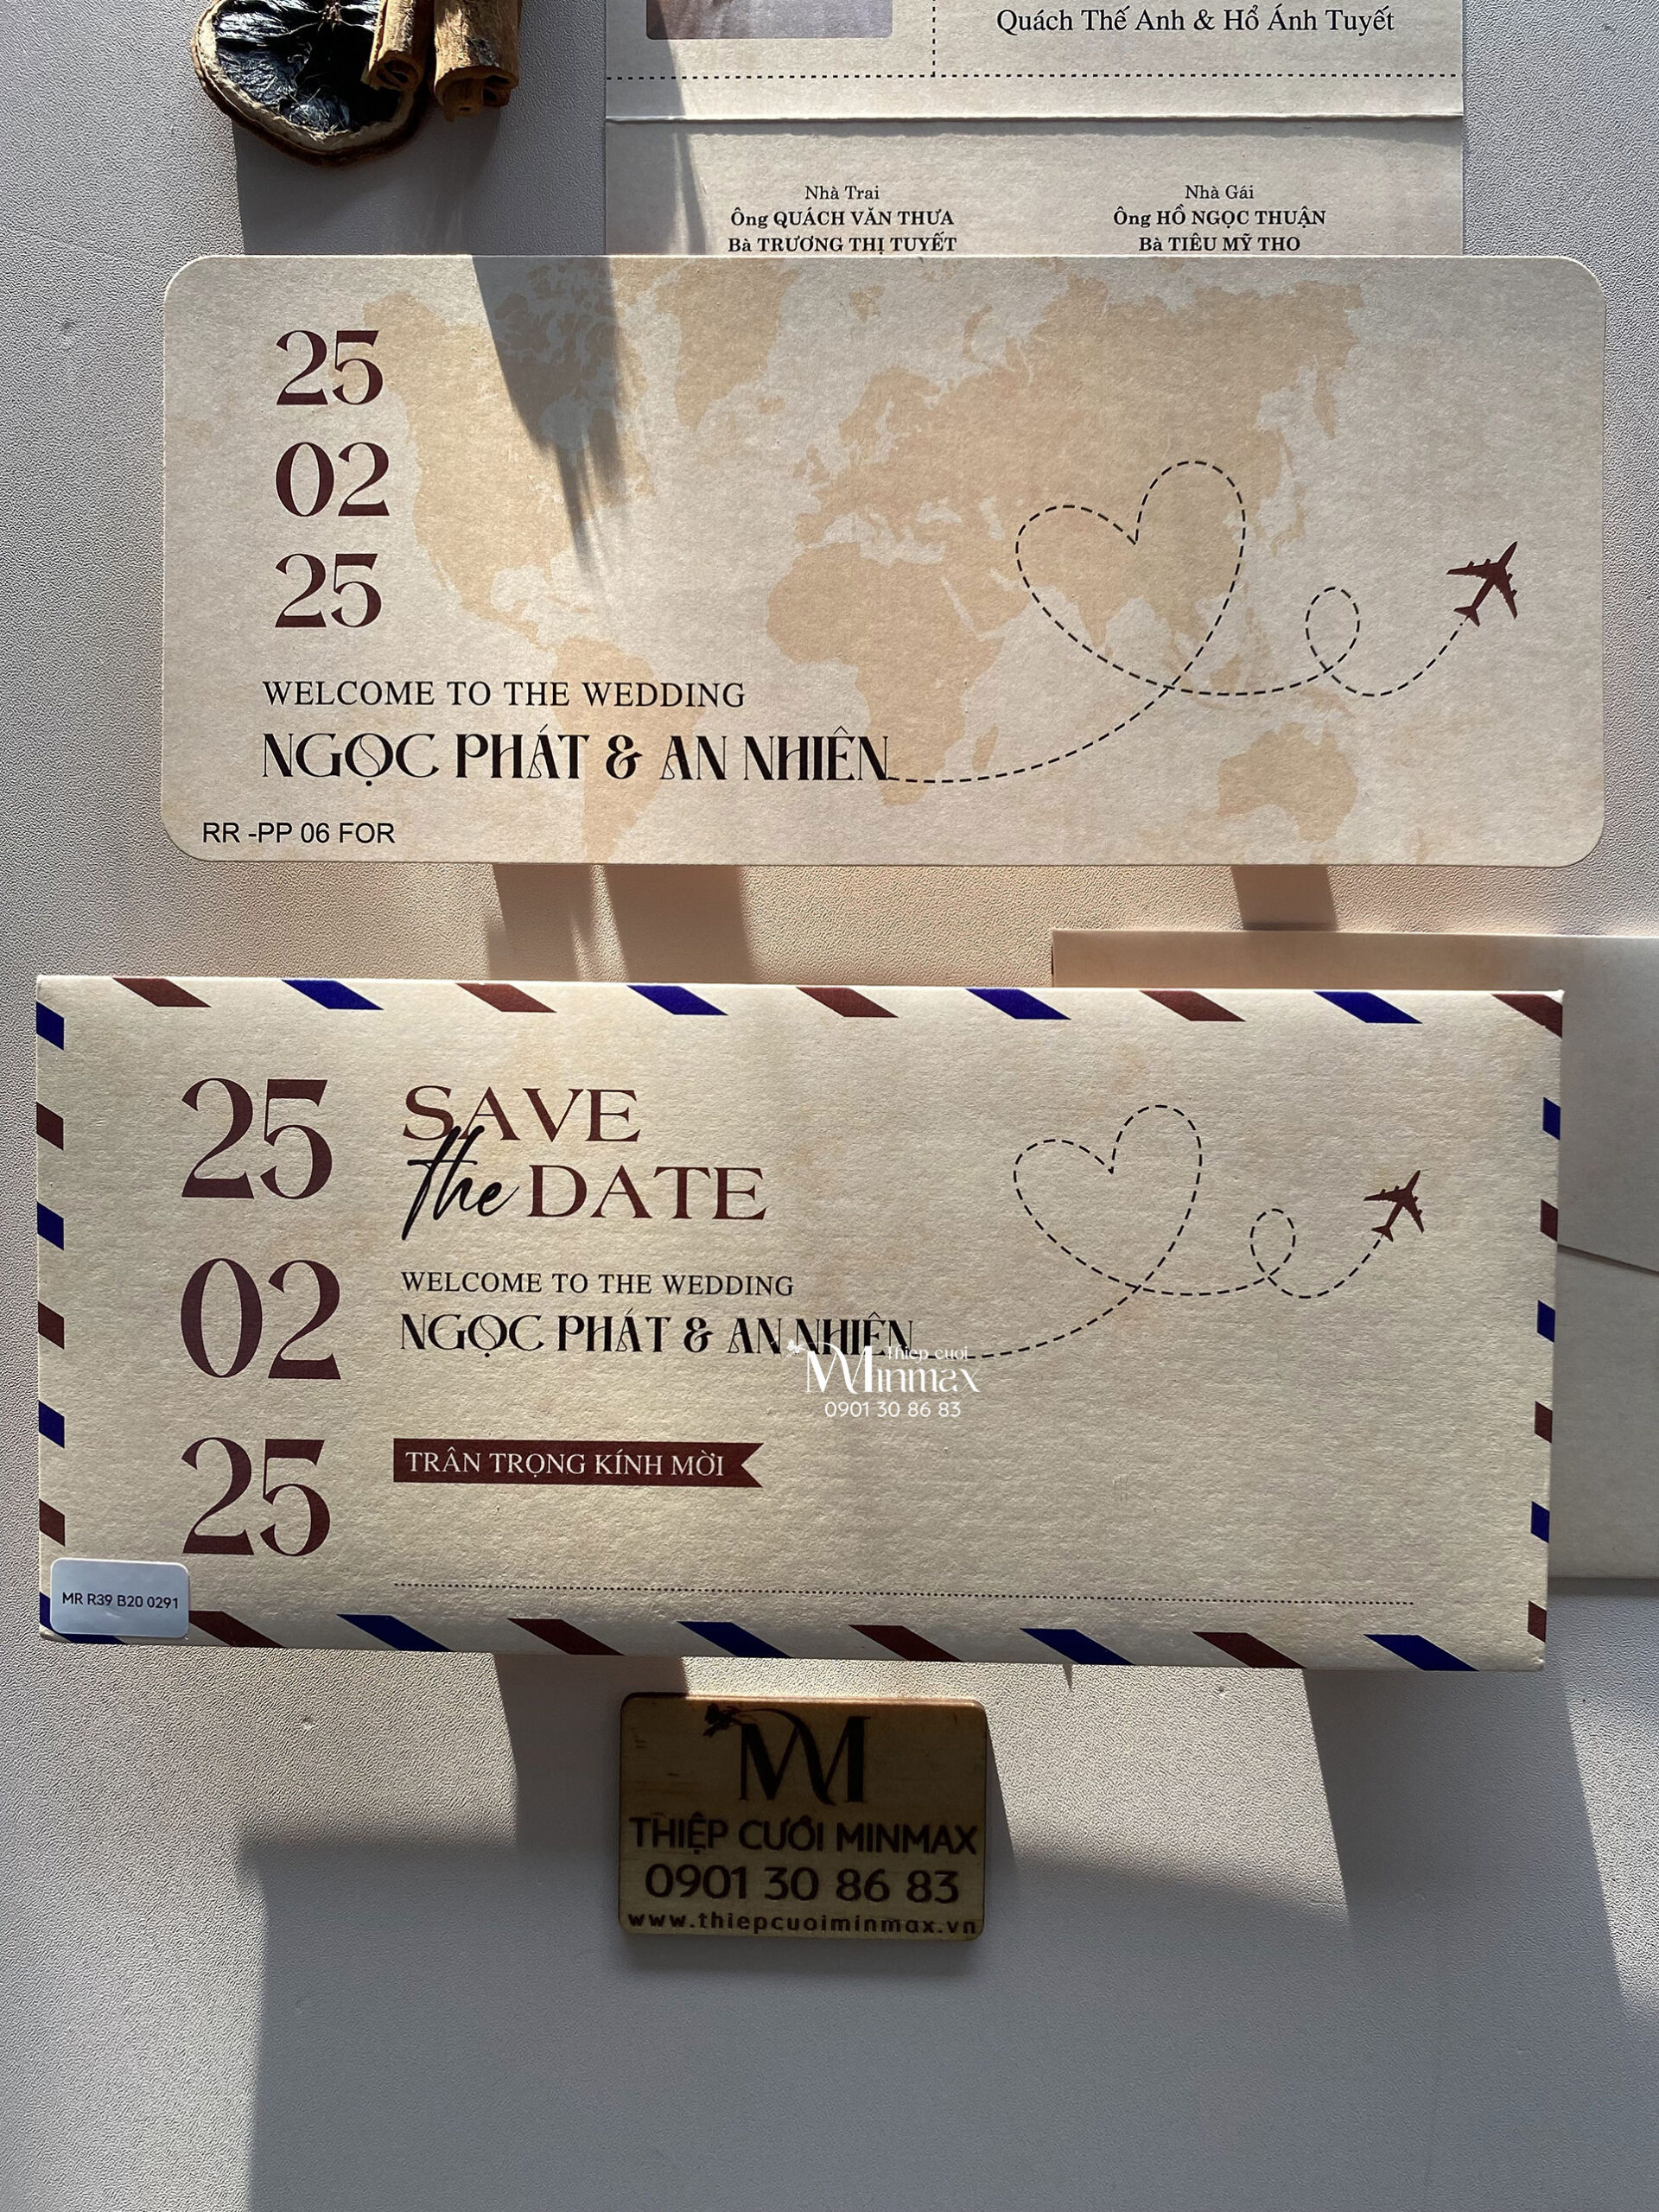 Quách Thế Anh & Hồ Ánh Tuyết
Nhà Trai
Ông QUÁCH VĂN THƯA
Bà TRƯƠNG THỊ TUYẾT
Nhà Gái
Ông HỒ NGỌC THUẬN
Bà TIÊU MỸ THO
25
02
25
WELCOME TO THE WEDDING
NGỌC PHÁT & AN NHIÊN
RR -PP 06 FOR
25
02
25
SAVE
the DATE
WELCOME TO THE WEDDING
NGỌC PHÁT & AN NHIÊN
Thiệp cưới
Minmax
0901 30 86 83
TRÂN TRỌNG KÍNH MỜI
MR R39 B20 0291
M
THIỆP CƯỚI MINMAX
0901 30 86 83
www.thiepcuoiminmax.vn